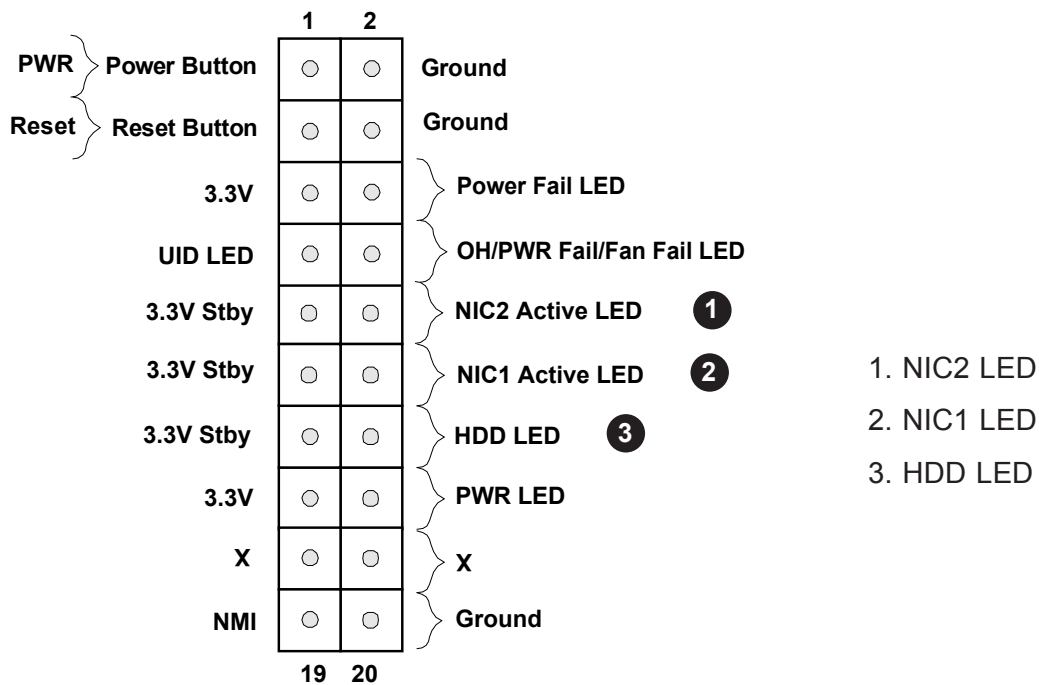 1 2
PWR Power Button Ground
Reset Reset Button Ground
3.3V Power Fail LED
UID LED OH/PWR Fail/Fan Fail LED
3.3V Stby NIC2 Active LED 1
3.3V Stby NIC1 Active LED 2
3.3V Stby HDD LED 3
3.3V PWR LED
X X
NMI Ground
19 20
1. NIC2 LED
2. NIC1 LED
3. HDD LED